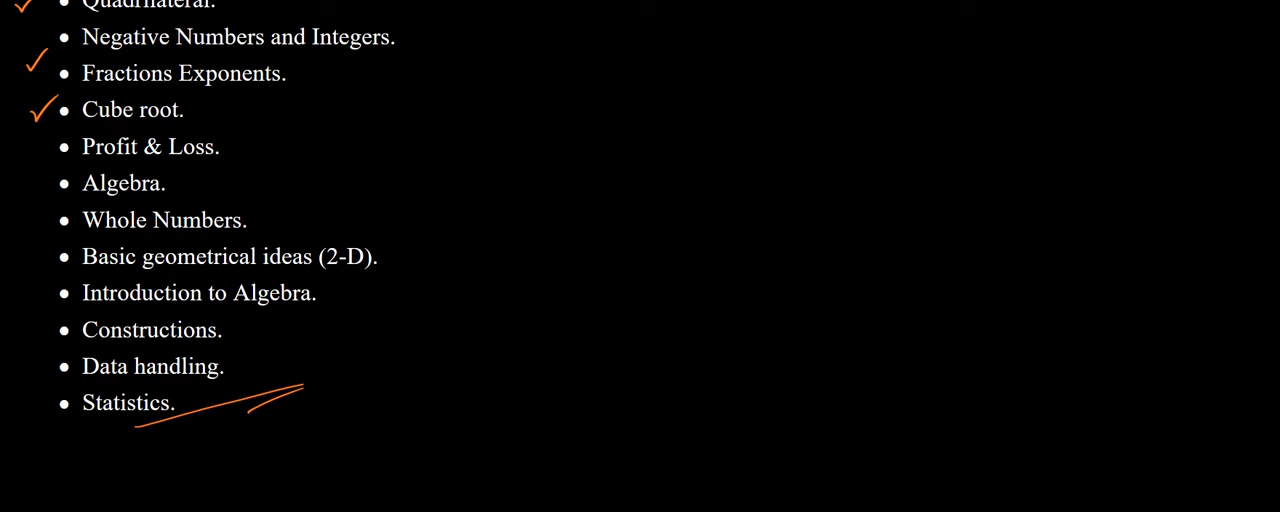 Quadrilateral.
Negative Numbers and Integers.
Fractions Exponents.
Cube root.
Profit & Loss.
Algebra.
Whole Numbers.
Basic geometrical ideas (2-D).
Introduction to Algebra.
Constructions.
Data handling.
Statistics.